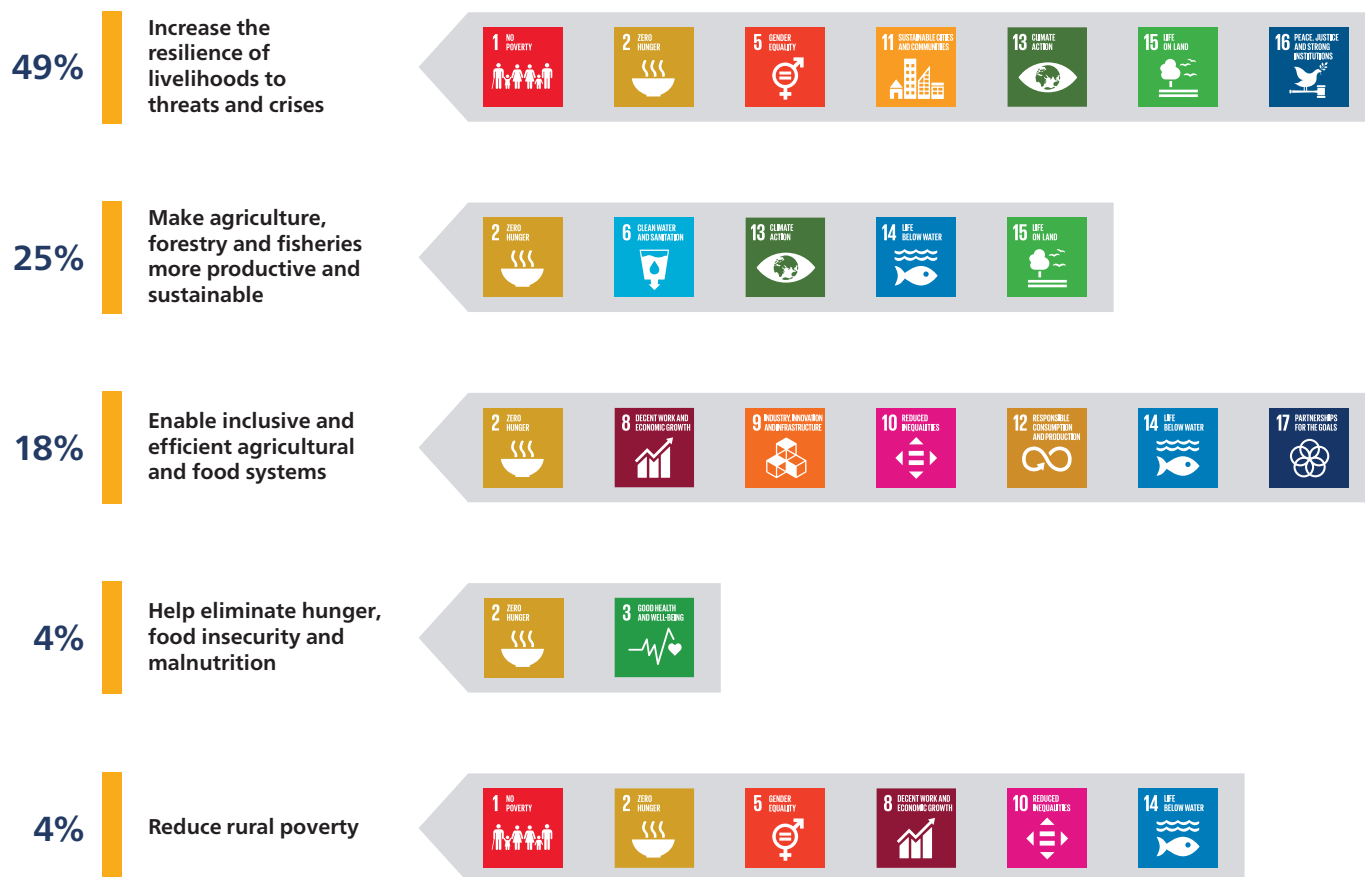 49%
Increase the
resilience of
livelihoods to
threats and crises
1 NO
POVERTY
2 ZERO
HUNGER
5 GENDER
EQUALITY
11 SUSTAINABLE CITIES
AND COMMUNITIES
13 CLIMATE
ACTION
15 LIFE
ON LAND
16 PEACE, JUSTICE
AND STRONG
INSTITUTIONS
25%
Make agriculture,
forestry and fisheries
more productive and
sustainable
2 ZERO
HUNGER
6 CLEAN WATER
AND SANITATION
13 CLIMATE
ACTION
14 LIFE
BELOW WATER
15 LIFE
ON LAND
18%
Enable inclusive and
efficient agricultural
and food systems
2 ZERO
HUNGER
8 DECENT WORK AND
ECONOMIC GROWTH
9 INDUSTRY, INNOVATION
AND INFRASTRUCTURE
10 REDUCED
INEQUALITIES
12 RESPONSIBLE
CONSUMPTION
AND PRODUCTION
14 LIFE
BELOW WATER
17 PARTNERSHIPS
FOR THE GOALS
4%
Help eliminate hunger,
food insecurity and
malnutrition
2 ZERO
HUNGER
3 GOOD HEALTH
AND WELL-BEING
4%
Reduce rural poverty
1 NO
POVERTY
2 ZERO
HUNGER
5 GENDER
EQUALITY
8 DECENT WORK AND
ECONOMIC GROWTH
10 REDUCED
INEQUALITIES
14 LIFE
BELOW WATER